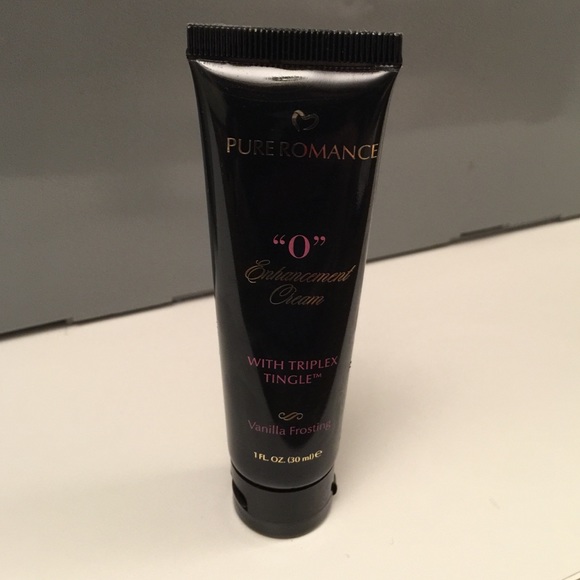 PURE ROMANCE
“O”
Enhancement
Cream
WITH TRIPLEX
TINGLE™
Vanilla Frosting
1 FL. OZ. (30 ml) ℮